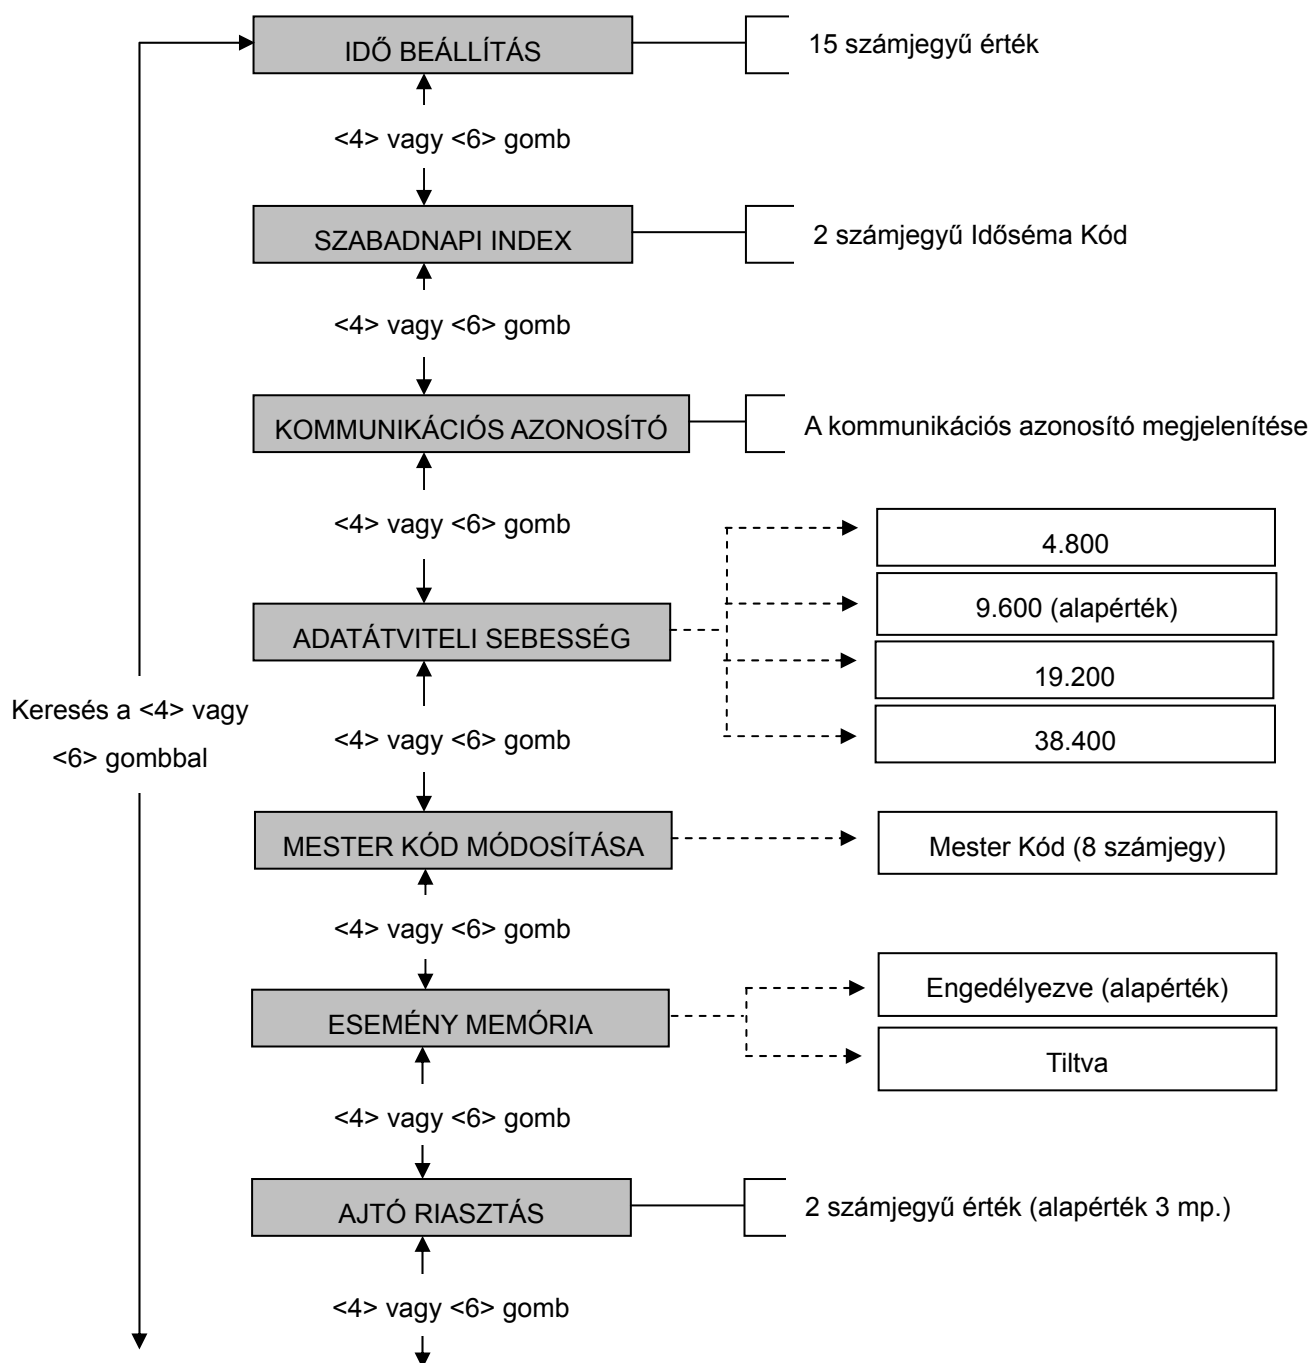 IDŐ BEÁLLÍTÁS
15 számjegyű érték
<4> vagy <6> gomb
SZABADNAPI INDEX
2 számjegyű Időséma Kód
<4> vagy <6> gomb
KOMMUNIKÁCIÓS AZONOSÍTÓ
A kommunikációs azonosító megjelenítése
<4> vagy <6> gomb
4.800
9.600 (alapérték)
ADATÁTVITELI SEBESSÉG
19.200
38.400
Keresés a <4> vagy
<6> gombbal
<4> vagy <6> gomb
MESTER KÓD MÓDOSÍTÁSA
Mester Kód (8 számjegy)
<4> vagy <6> gomb
ESEMÉNY MEMÓRIA
Engedélyezve (alapérték)
Tiltva
<4> vagy <6> gomb
AJTÓ RIASZTÁS
2 számjegyű érték (alapérték 3 mp.)
<4> vagy <6> gomb